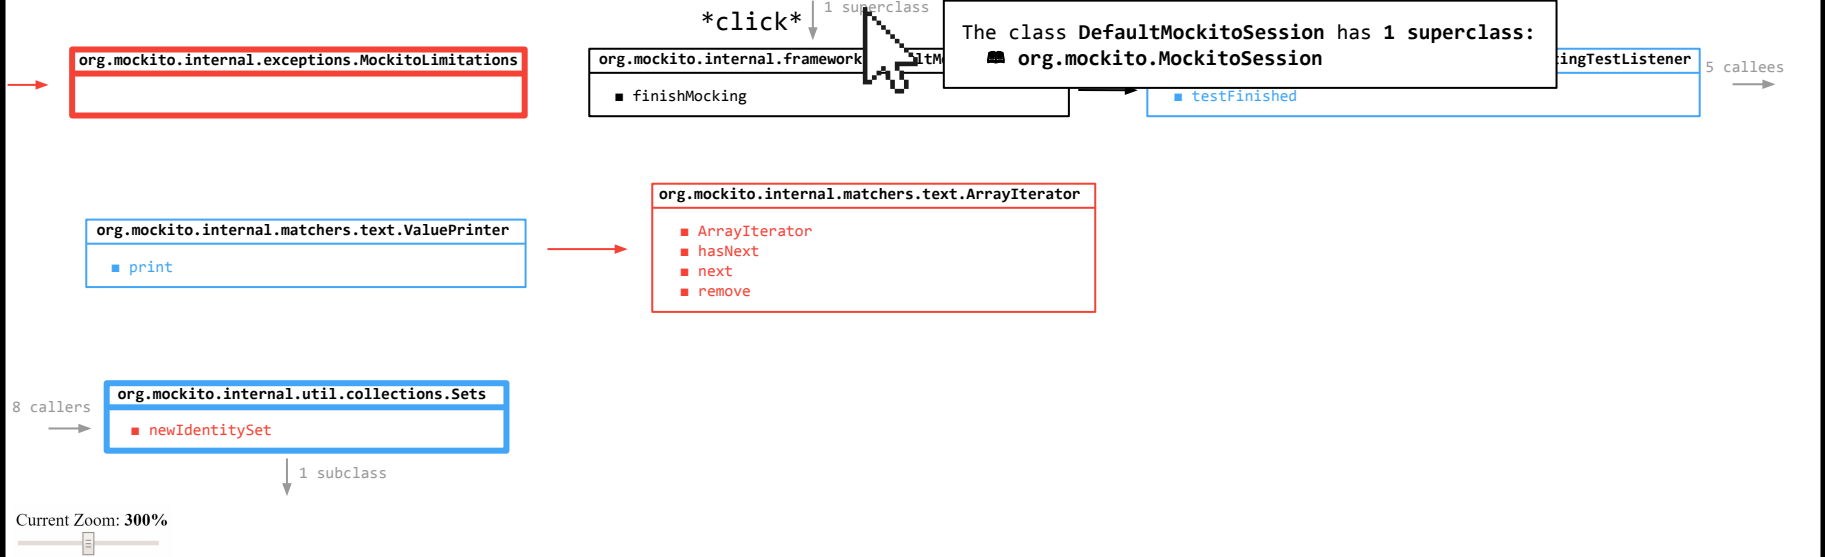 1 superclass
*click*
The class DefaultMockitoSession has 1 superclass:
org.mockito.MockitoSession
org.mockito.internal.exceptions.MockitoLimitations
org.mockito.internal.framework
finishMocking
ingTestListener
testFinished
5 callees
org.mockito.internal.matchers.text.ValuePrinter
print
org.mockito.internal.matchers.text.ArrayIterator
ArrayIterator
hasNext
next
remove
8 callers
org.mockito.internal.util.collections.Sets
newIdentitySet
1 subclass
Current Zoom: 300%